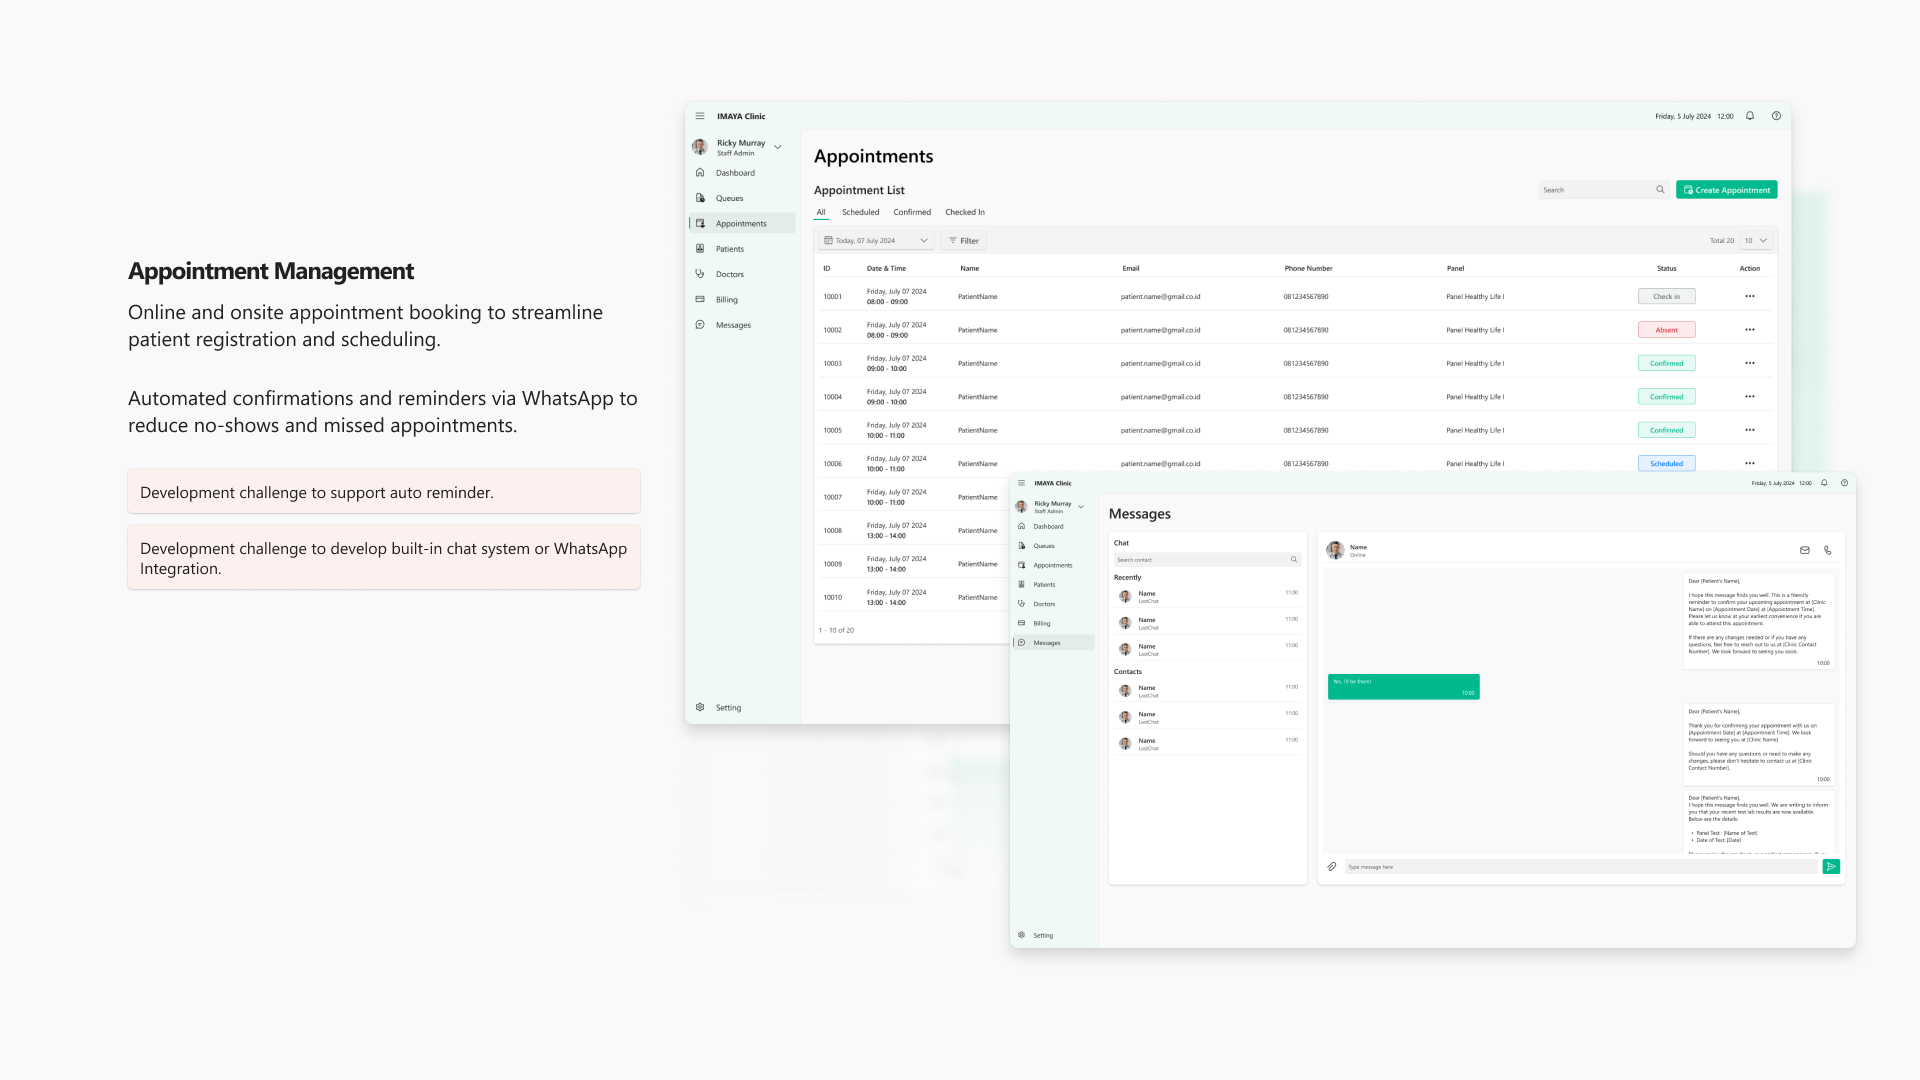 Appointment Management
Online and onsite appointment booking to streamline
patient registration and scheduling.
Automated confirmations and reminders via WhatsApp to
reduce no-shows and missed appointments.
Development challenge to support auto reminder.
Development challenge to develop built-in chat system or WhatsApp
Integration.
IMAYA Clinic
Friday, 5 July 2024 12:00
Ricky Murray
Staff Admin
Dashboard
Queues
Appointments
Patients
Doctors
Billing
Messages
Setting
Appointments
Appointment List
Search
Create Appointment
All Scheduled Confirmed Checked In
Today, 07 July 2024
Filter
Total 20 10
ID Date & Time Name Email Phone Number Panel Status Action
10001 Friday, July 07 2024 08:00 - 09:00 PatientName patient.name@gmail.co.id 081234567890 Panel Healthy Life I Check in
10002 Friday, July 07 2024 08:00 - 09:00 PatientName patient.name@gmail.co.id 081234567890 Panel Healthy Life I Absent
10003 Friday, July 07 2024 09:00 - 10:00 PatientName patient.name@gmail.co.id 081234567890 Panel Healthy Life I Confirmed
10004 Friday, July 07 2024 09:00 - 10:00 PatientName patient.name@gmail.co.id 081234567890 Panel Healthy Life I Confirmed
10005 Friday, July 07 2024 10:00 - 11:00 PatientName patient.name@gmail.co.id 081234567890 Panel Healthy Life I Confirmed
10006 Friday, July 07 2024 10:00 - 11:00 PatientName patient.name@gmail.co.id 081234567890 Panel Healthy Life I Scheduled
10007 Friday, July 07 2024 10:00 - 11:00 PatientName
10008 Friday, July 07 2024 13:00 - 14:00 PatientName
10009 Friday, July 07 2024 13:00 - 14:00 PatientName
10010 Friday, July 07 2024 13:00 - 14:00 PatientName
1 - 10 of 20
IMAYA Clinic
Friday, 5 July 2024 12:00
Ricky Murray
Staff Admin
Dashboard
Queues
Appointments
Patients
Doctors
Billing
Messages
Setting
Messages
Chat
Search contact
Recently
Name 11:00
LastChat
Name 11:00
LastChat
Name 11:00
LastChat
Contacts
Name 11:00
LastChat
Name 11:00
LastChat
Name 11:00
LastChat
Name
Online
Dear [Patient's Name],
I hope this message finds you well. This is a friendly
reminder to confirm your upcoming appointment at [Clinic
Name] on [Appointment Date] at [Appointment Time].
Please let us know at your earliest convenience if you are
able to attend this appointment.
If there are any changes needed or if you have any
questions, feel free to reach out to us at [Clinic Contact
Number]. We look forward to seeing you soon.
10:00
Yes, I'll be there!
10:00
Dear [Patient's Name],
Thank you for confirming your appointment with us on
[Appointment Date] at [Appointment Time]. We look
forward to seeing you at [Clinic Name].
Should you have any questions or need to make any
changes, please don't hesitate to contact us at [Clinic
Contact Number].
10:00
Dear [Patient's Name],
I hope this message finds you well. We are writing to inform
you that your recent test lab results are now available.
Below are the details:
• Panel Test : [Name of Test]
• Date of Test: [Date]
Type message here